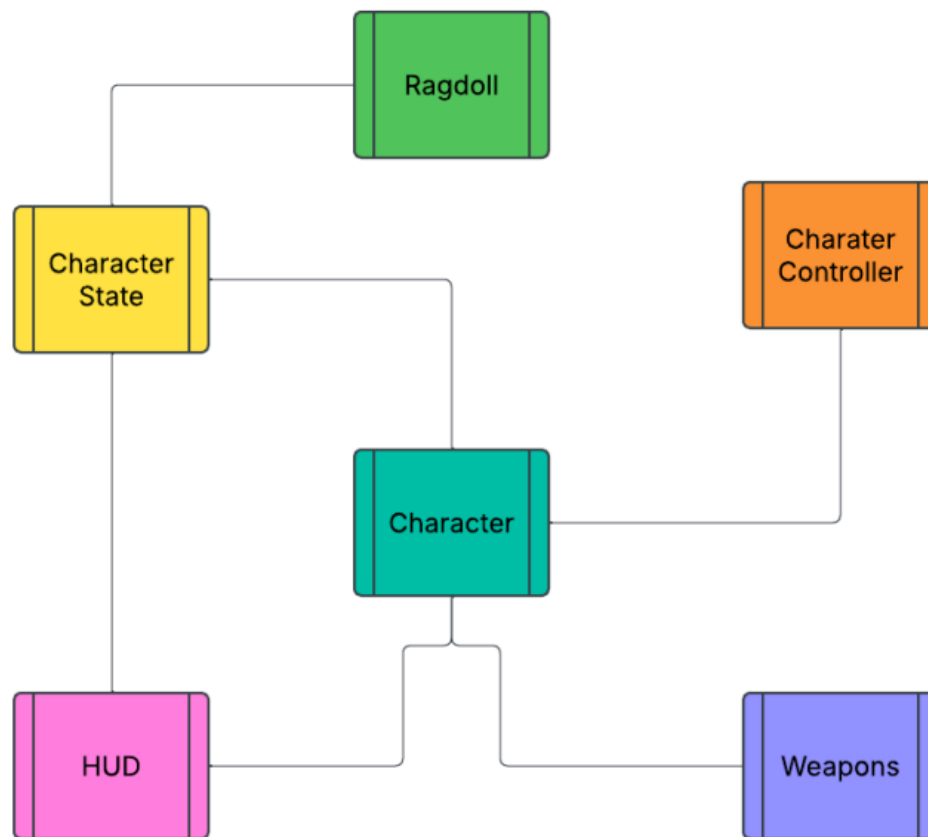 Ragdoll
Character
State
Charater
Controller
Character
HUD
Weapons